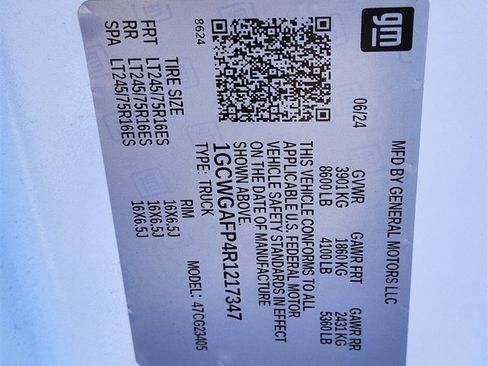 gm
MFD BY GENERAL MOTORS LLC
06/24
GVWR GAWR FRT GAWR RR
3901 KG 1860 KG 2431 KG
8600 LB 4100 LB 5360 LB
THIS VEHICLE CONFORMS TO ALL
APPLICABLE U.S. FEDERAL MOTOR
VEHICLE SAFETY STANDARDS IN EFFECT
ON THE DATE OF MANUFACTURE
SHOWN ABOVE.
1GCWGAFP4R1217347
TYPE: TRUCK
MODEL: 47CG23405
8624
TIRE SIZE RIM
FRT LT245/75R16ES 16X6.5J
RR LT245/75R16ES 16X6.5J
SPA LT245/75R16ES 16X6.5J